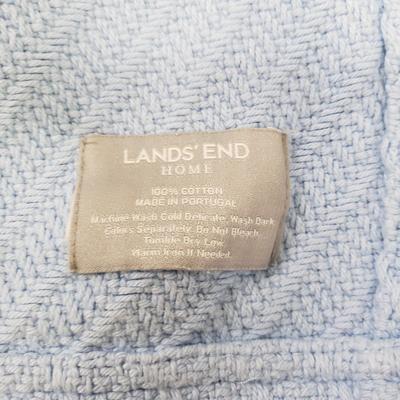 LANDS' END
HOME
100% COTTON
MADE IN PORTUGAL
Machine Wash Cold Delicate, Wash Dark
Colors Separately. Do Not Bleach.
Tumble Dry Low.
Warm Iron If Needed.